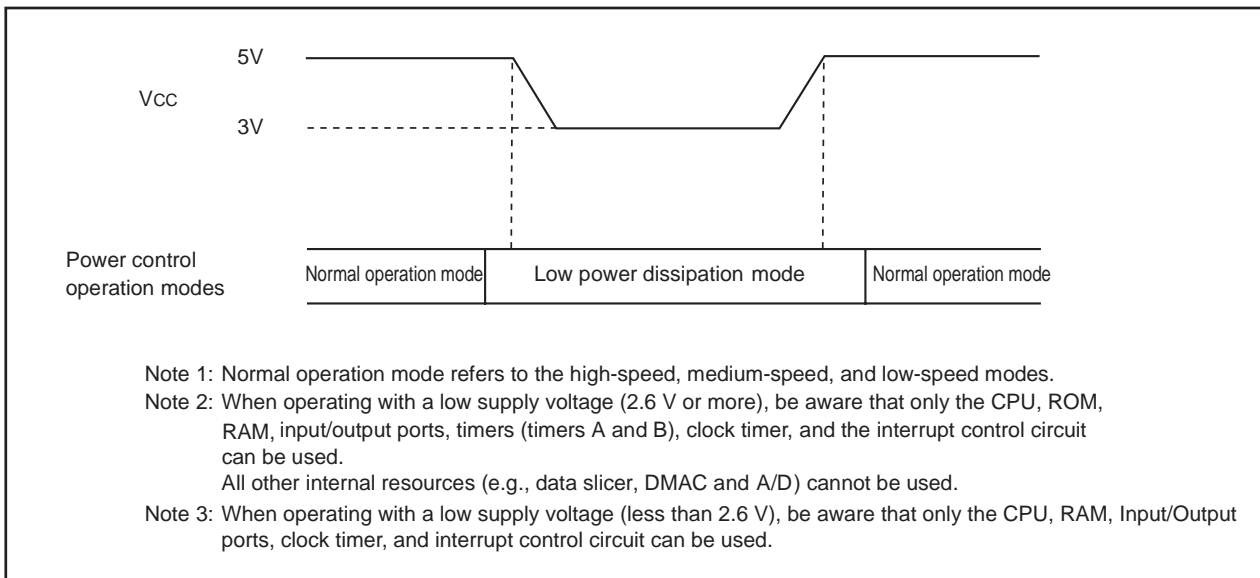 5V
VCC
3V
Power control
operation modes
Normal operation mode
Low power dissipation mode
Normal operation mode
Note 1: Normal operation mode refers to the high-speed, medium-speed, and low-speed modes.
Note 2: When operating with a low supply voltage (2.6 V or more), be aware that only the CPU, ROM,
RAM, input/output ports, timers (timers A and B), clock timer, and the interrupt control circuit
can be used.
All other internal resources (e.g., data slicer, DMAC and A/D) cannot be used.
Note 3: When operating with a low supply voltage (less than 2.6 V), be aware that only the CPU, RAM, Input/Output
ports, clock timer, and interrupt control circuit can be used.